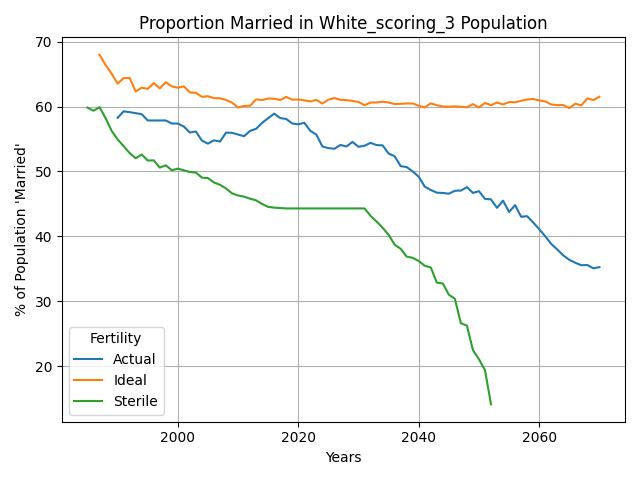 Proportion Married in White_scoring_3 Population
% of Population 'Married'
70
60
50
40
30
20
Fertility
Actual
Ideal
Sterile
2000 2020 2040 2060
Years